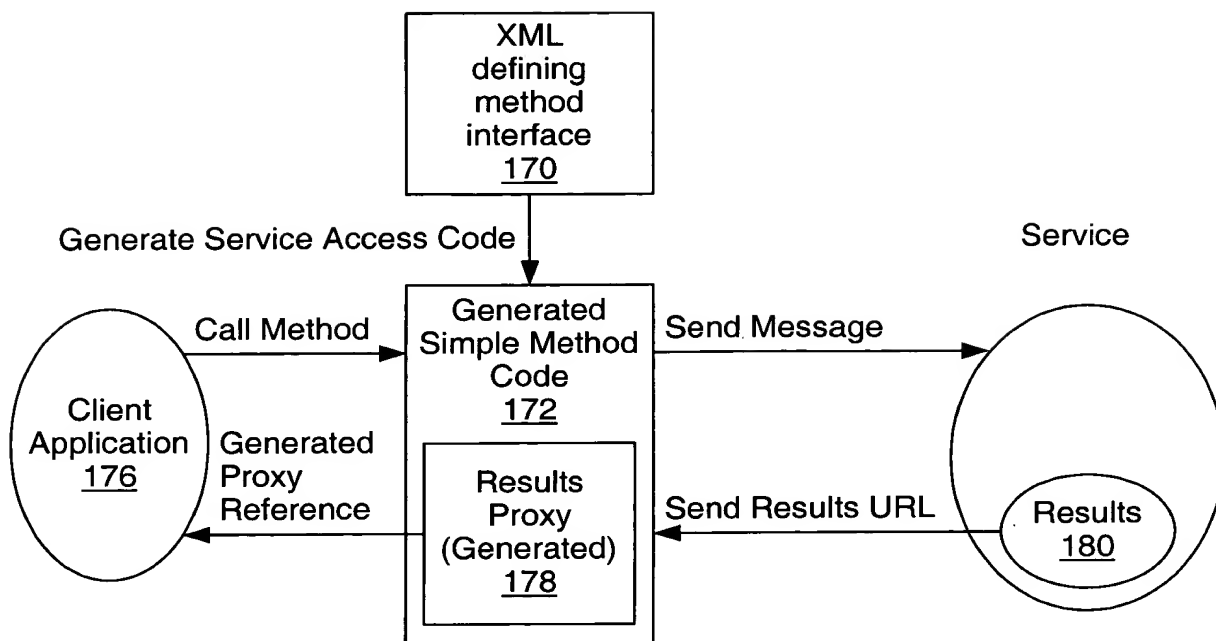 XML
defining
method
interface
170
Generate Service Access Code
Service
Call Method
Generated
Simple Method
Code
172
Send Message
Client
Application
176
Generated
Proxy
Reference
Results
Proxy
(Generated)
178
Send Results URL
Results
180